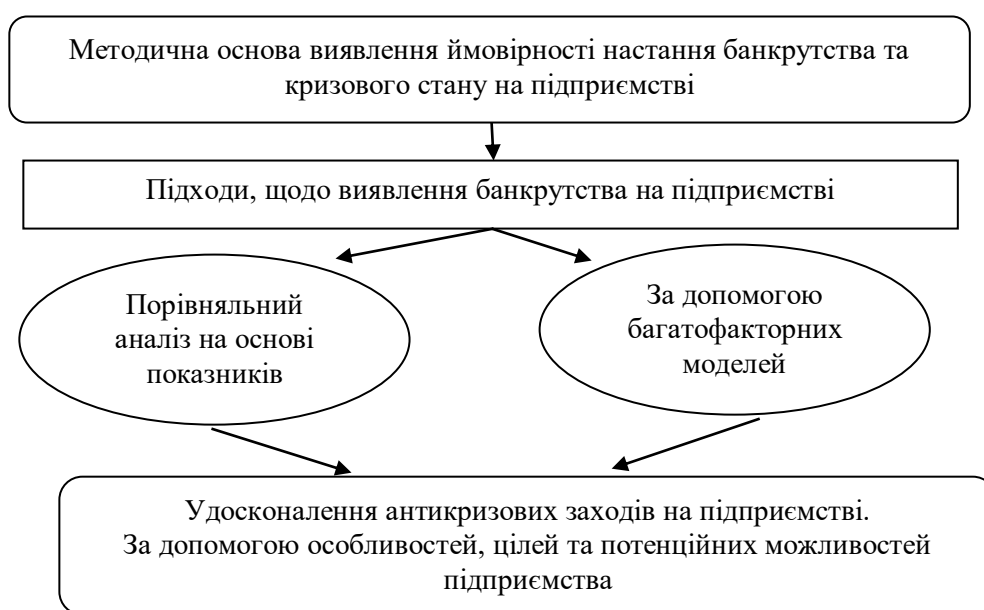 Методична основа виявлення ймовірності настання банкрутства та
кризового стану на підприємстві
Підходи, щодо виявлення банкрутства на підприємстві
Порівняльний
аналіз на основі
показників
За допомогою
багатофакторних
моделей
Удосконалення антикризових заходів на підприємстві.
За допомогою особливостей, цілей та потенційних можливостей
підприємства